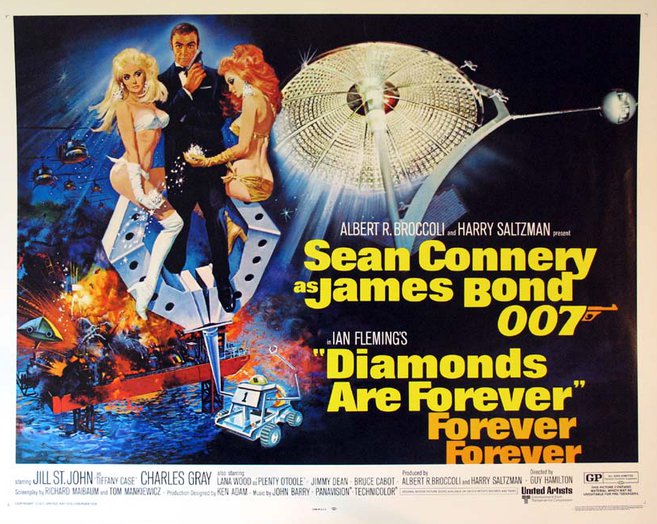 ALBERT R. BROCCOLI and HARRY SALTZMAN present
Sean Connery
as James Bond
007
in IAN FLEMING'S
"Diamonds
Are Forever"
Forever
Forever
1
starring JILL ST. JOHN as "TIFFANY CASE" CHARLES GRAY
also starring
LANA WOOD as "PLENTY O'TOOLE" · JIMMY DEAN · BRUCE CABOT
Produced by
ALBERT R. BROCCOLI and HARRY SALTZMAN
Directed by
GUY HAMILTON
Screenplay by RICHARD MAIBAUM and TOM MANKIEWICZ · Production Designed by KEN ADAM · Music by JOHN BARRY · PANAVISION® TECHNICOLOR®
United Artists
GP